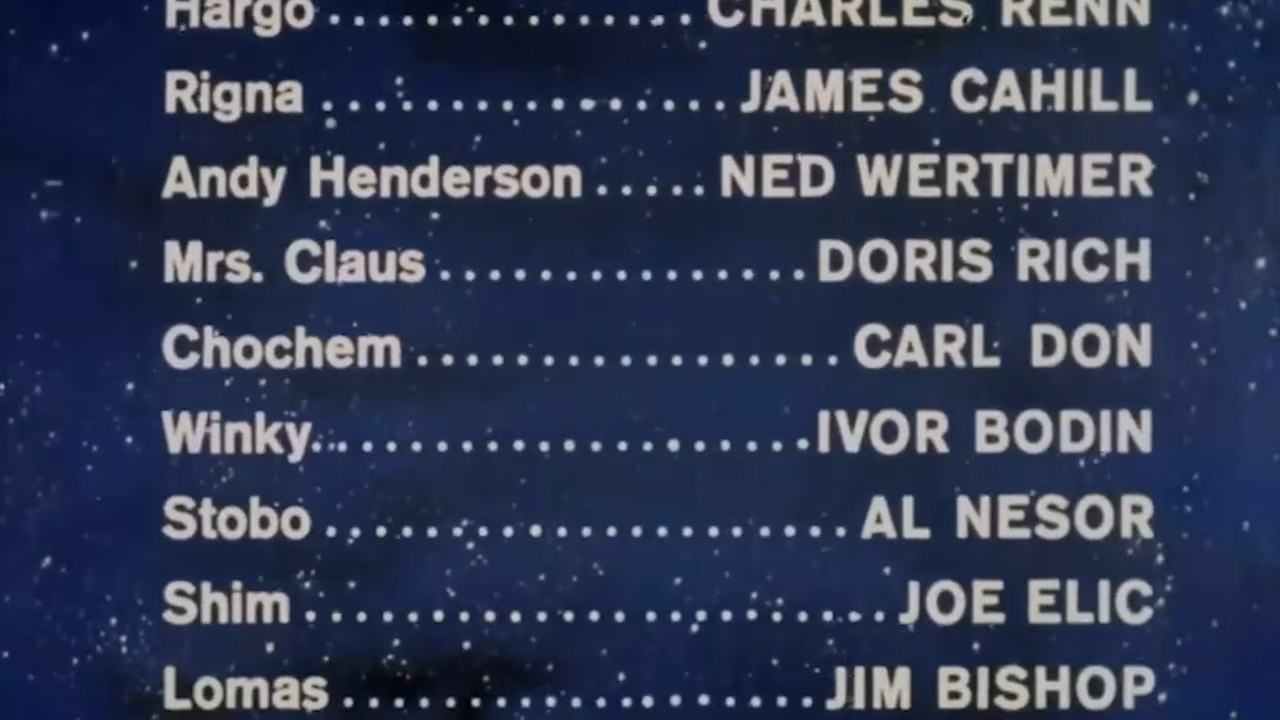 Hargo .................. CHARLES RENN
Rigna ................ JAMES CAHILL
Andy Henderson ..... NED WERTIMER
Mrs. Claus .............. DORIS RICH
Chochem ................. CARL DON
Winky..................... IVOR BODIN
Stobo ..................... AL NESOR
Shim ........................ JOE ELIC
Lomas .................... JIM BISHOP